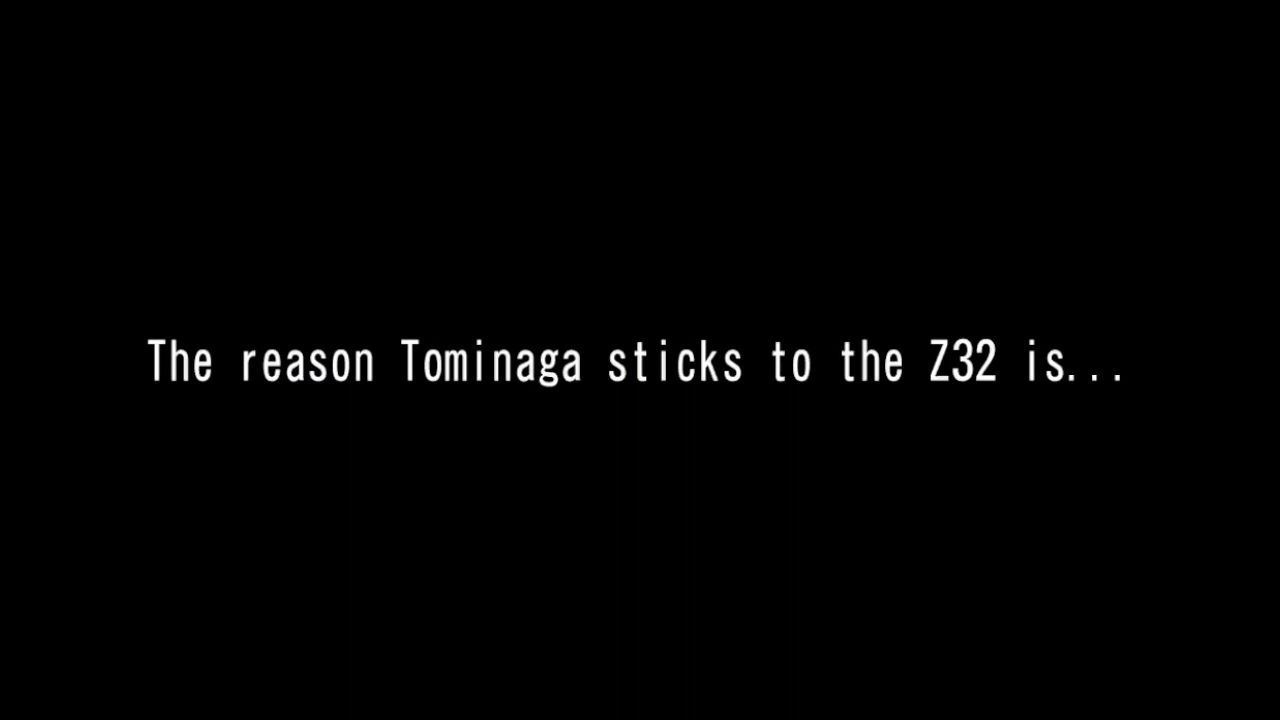 The reason Tominaga sticks to the Z32 is...